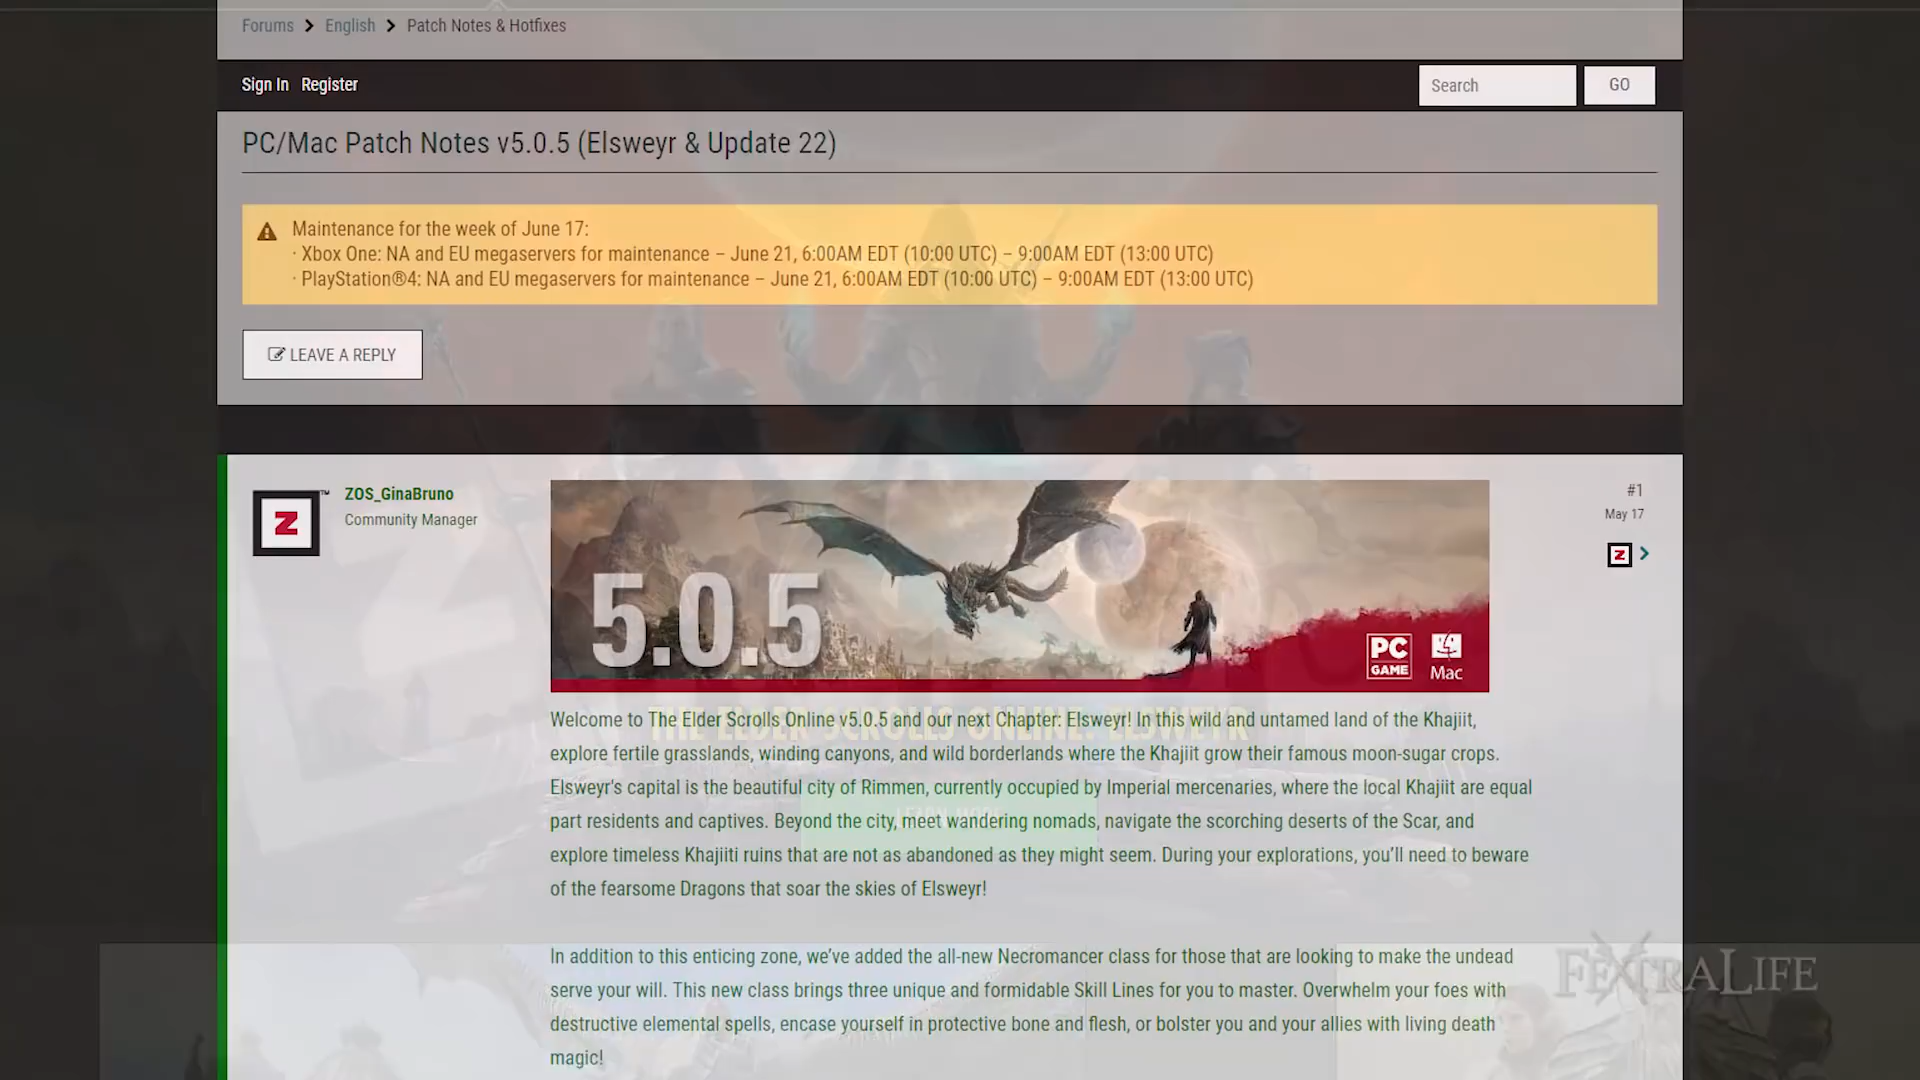 Forums > English > Patch Notes & Hotfixes
Sign In Register
Search GO
PC/Mac Patch Notes v5.0.5 (Elsweyr & Update 22)
Maintenance for the week of June 17:
· Xbox One: NA and EU megaservers for maintenance – June 21, 6:00AM EDT (10:00 UTC) – 9:00AM EDT (13:00 UTC)
· PlayStation®4: NA and EU megaservers for maintenance – June 21, 6:00AM EDT (10:00 UTC) – 9:00AM EDT (13:00 UTC)
LEAVE A REPLY
Z™
ZOS_GinaBruno
Community Manager
#1
May 17
Z
5.0.5
PC GAME
Mac
Welcome to The Elder Scrolls Online v5.0.5 and our next Chapter: Elsweyr! In this wild and untamed land of the Khajiit,
THE ELDER SCROLLS ONLINE: ELSWEYR
explore fertile grasslands, winding canyons, and wild borderlands where the Khajiit grow their famous moon-sugar crops.
Elsweyr's capital is the beautiful city of Rimmen, currently occupied by Imperial mercenaries, where the local Khajiit are equal
LEARN MORE
part residents and captives. Beyond the city, meet wandering nomads, navigate the scorching deserts of the Scar, and
explore timeless Khajiiti ruins that are not as abandoned as they might seem. During your explorations, you'll need to beware
of the fearsome Dragons that soar the skies of Elsweyr!
In addition to this enticing zone, we've added the all-new Necromancer class for those that are looking to make the undead
serve your will. This new class brings three unique and formidable Skill Lines for you to master. Overwhelm your foes with
destructive elemental spells, encase yourself in protective bone and flesh, or bolster you and your allies with living death
magic!
FEXTRALIFE